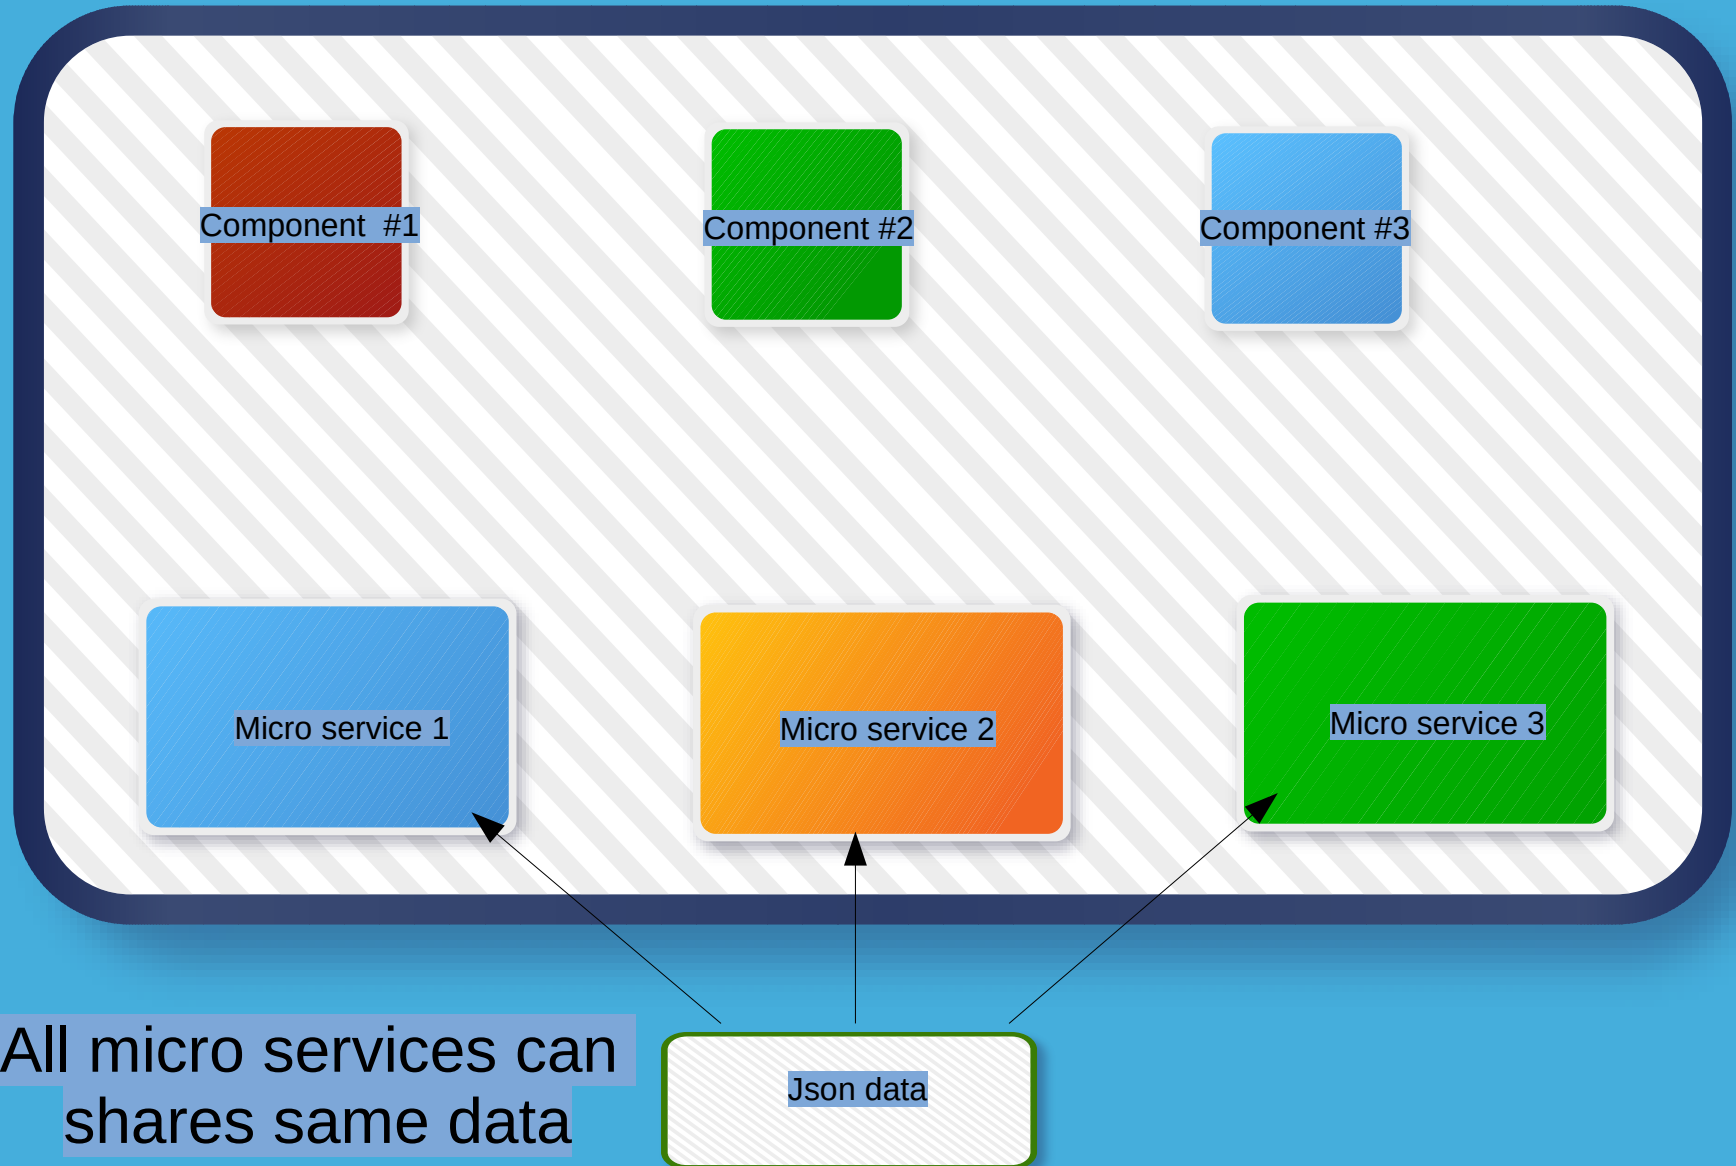 Component  #1
Component #2
Component #3
Micro service 1
Micro service 2
Micro service 3
All micro services can
shares same data
Json data